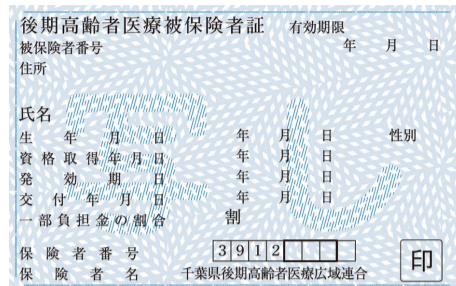 後期高齢者医療被保険者証 有効期限
被保険者番号 年 月 日
住所
氏名
生年月日 年 月 日 性別
資格取得年月日 年 月 日
発効期日 年 月 日
交付年月日 年 月 日
一部負担金の割合 割
保険者番号 3912
保険者名 千葉県後期高齢者医療広域連合 印